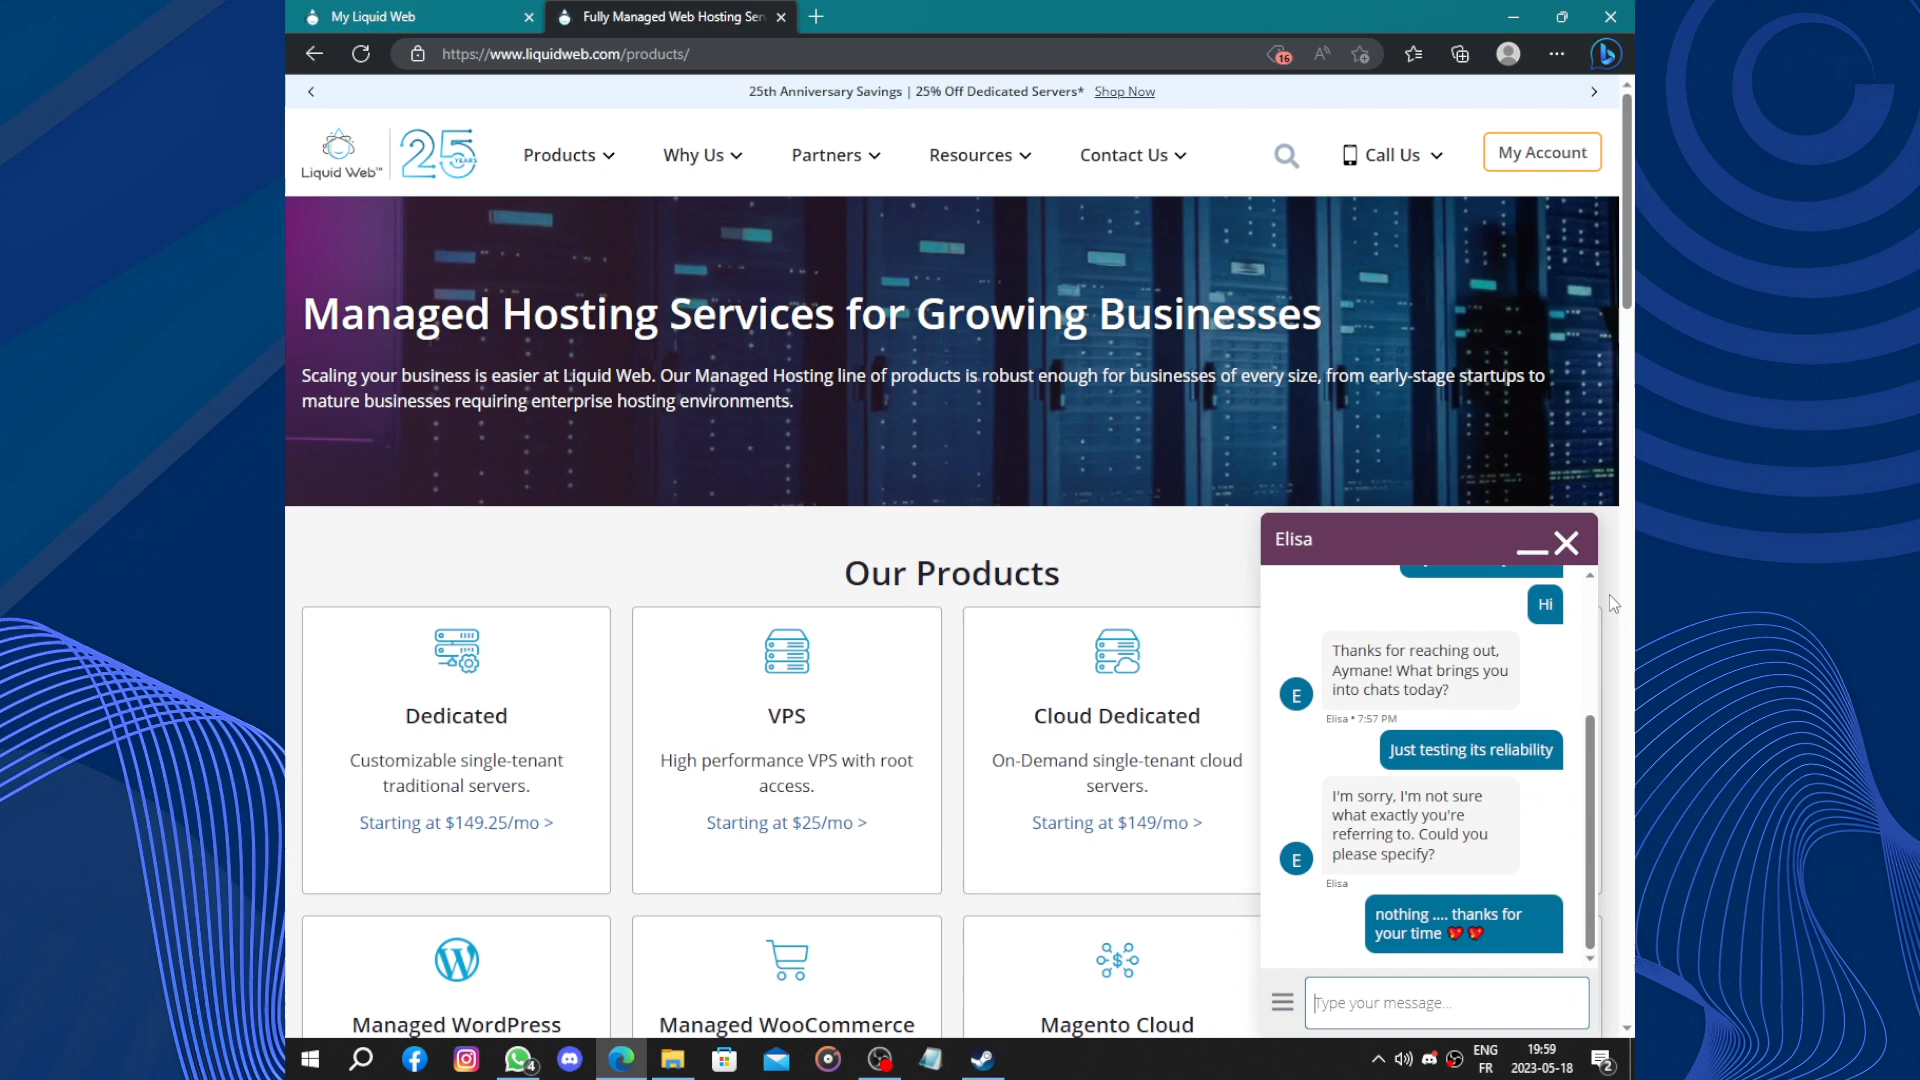 My Liquid Web
Fully Managed Web Hosting Ser
https://www.liquidweb.com/products/
16
25th Anniversary Savings | 25% Off Dedicated Servers* Shop Now
Liquid Web™
25
YEARS
Products
Why Us
Partners
Resources
Contact Us
Call Us
My Account
Managed Hosting Services for Growing Businesses
Scaling your business is easier at Liquid Web. Our Managed Hosting line of products is robust enough for businesses of every size, from early-stage startups to
mature businesses requiring enterprise hosting environments.
Our Products
Dedicated
Customizable single-tenant
traditional servers.
Starting at $149.25/mo >
VPS
High performance VPS with root
access.
Starting at $25/mo >
Cloud Dedicated
On-Demand single-tenant cloud
servers.
Starting at $149/mo >
Managed WordPress
Managed WooCommerce
Magento Cloud
Elisa
Hi
Thanks for reaching out,
Aymane! What brings you
into chats today?
E
Elisa • 7:57 PM
Just testing its reliability
I'm sorry, I'm not sure
what exactly you're
referring to. Could you
please specify?
E
Elisa
nothing .... thanks for
your time 💖💖
Type your message...
4
ENG
FR
19:59
2023-05-18
2